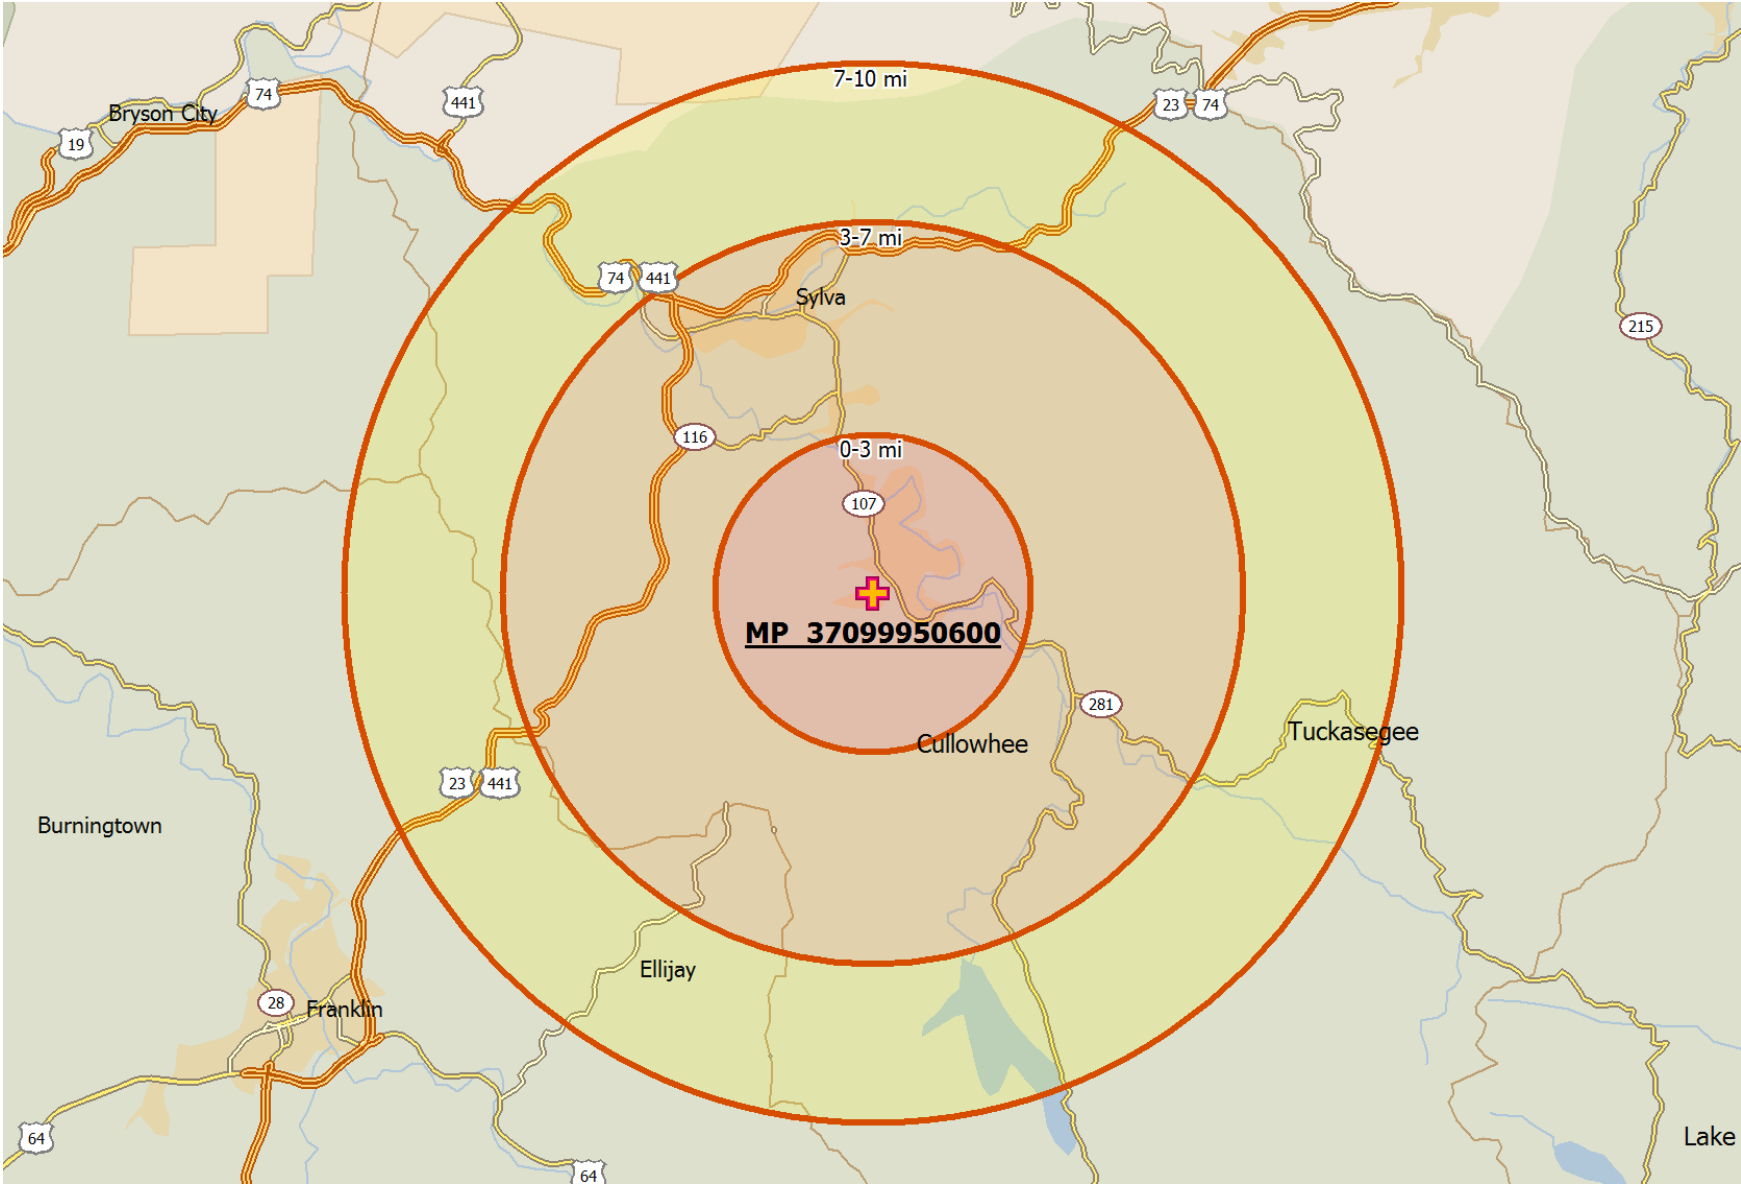 7-10 mi
74
441
23
74
Bryson City
19
3-7 mi
74
441
Sylva
215
116
0-3 mi
107
MP 37099950600
281
Tuckasegee
Cullowhee
23
441
Burningtown
Ellijay
28
Franklin
64
Lake
64